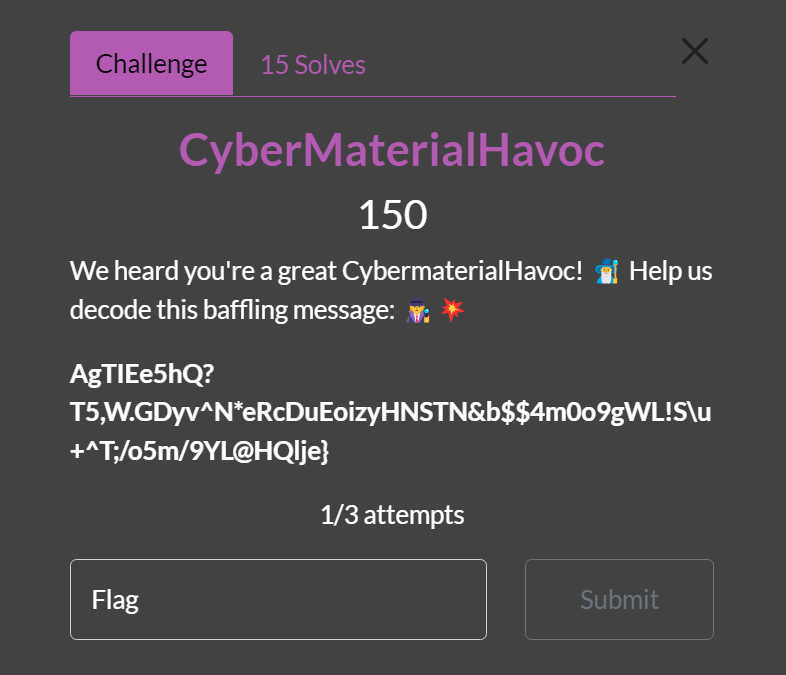 Challenge
15 Solves
CyberMaterialHavoc
150
We heard you're a great CybermaterialHavoc! 🧙‍♂️ Help us
decode this baffling message: 🕵️‍♀️ 💥
AgTIEe5hQ?
T5,W.GDyv^N*eRcDuEoizyHNSTN&b$$4m0o9gWL!S\u
+^T;/o5m/9YL@HQlje}
1/3 attempts
Flag
Submit